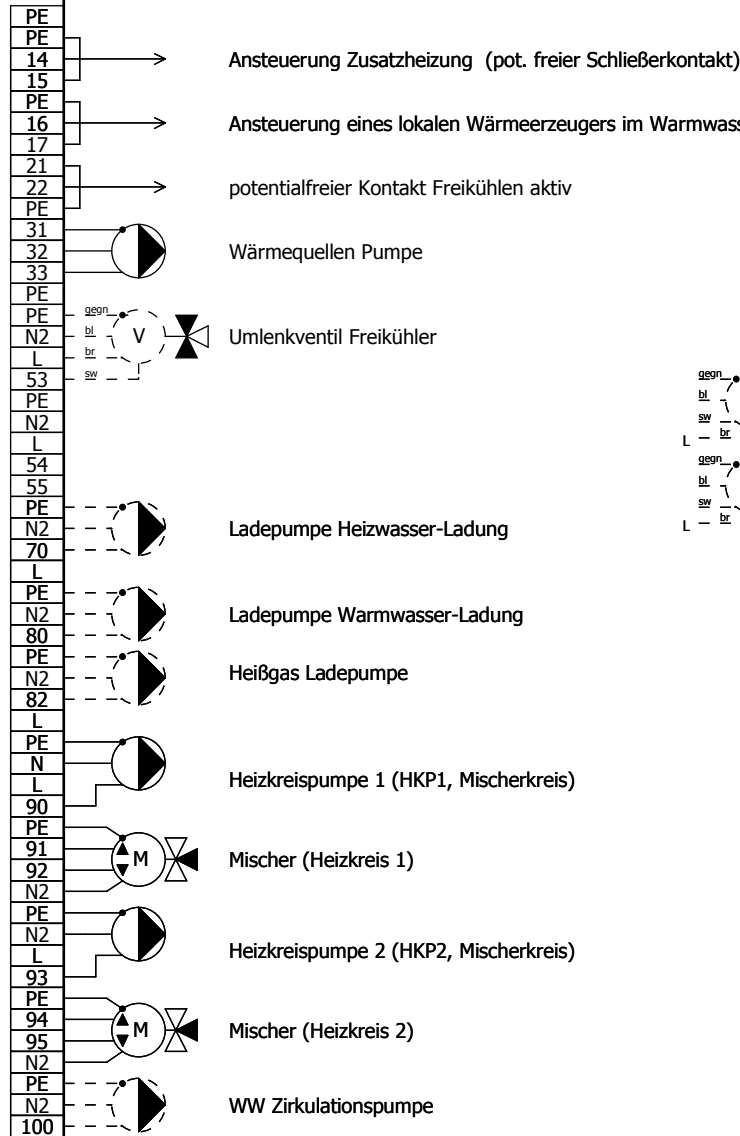 PE
PE
14 Ansteuerung Zusatzheizung (pot. freier Schließerkontakt)
15
PE
16 Ansteuerung eines lokalen Wärmeerzeugers im
17
21
22 potentialfreier Kontakt Freikühlen aktiv
PE
31
32 Wärmequellen Pumpe
33
PE
PE gegn
N2 bl V Umlenkventil Freikühler
L br
53 sw
PE
N2
L
54
55
PE
N2 Ladepumpe Heizwasser-Ladung
70
L
PE
N2 Ladepumpe Warmwasser-Ladung
80
PE
N2 Heißgas Ladepumpe
82
L
PE
N
L Heizkreispumpe 1 (HKP1, Mischerkreis)
90
PE
91
92 M Mischer (Heizkreis 1)
N2
PE
N2
L Heizkreispumpe 2 (HKP2, Mischerkreis)
93
PE
94
95 M Mischer (Heizkreis 2)
N2
PE
N2 WW Zirkulationspumpe
100
gegn
bl
sw
L br
gegn
bl
sw
L br